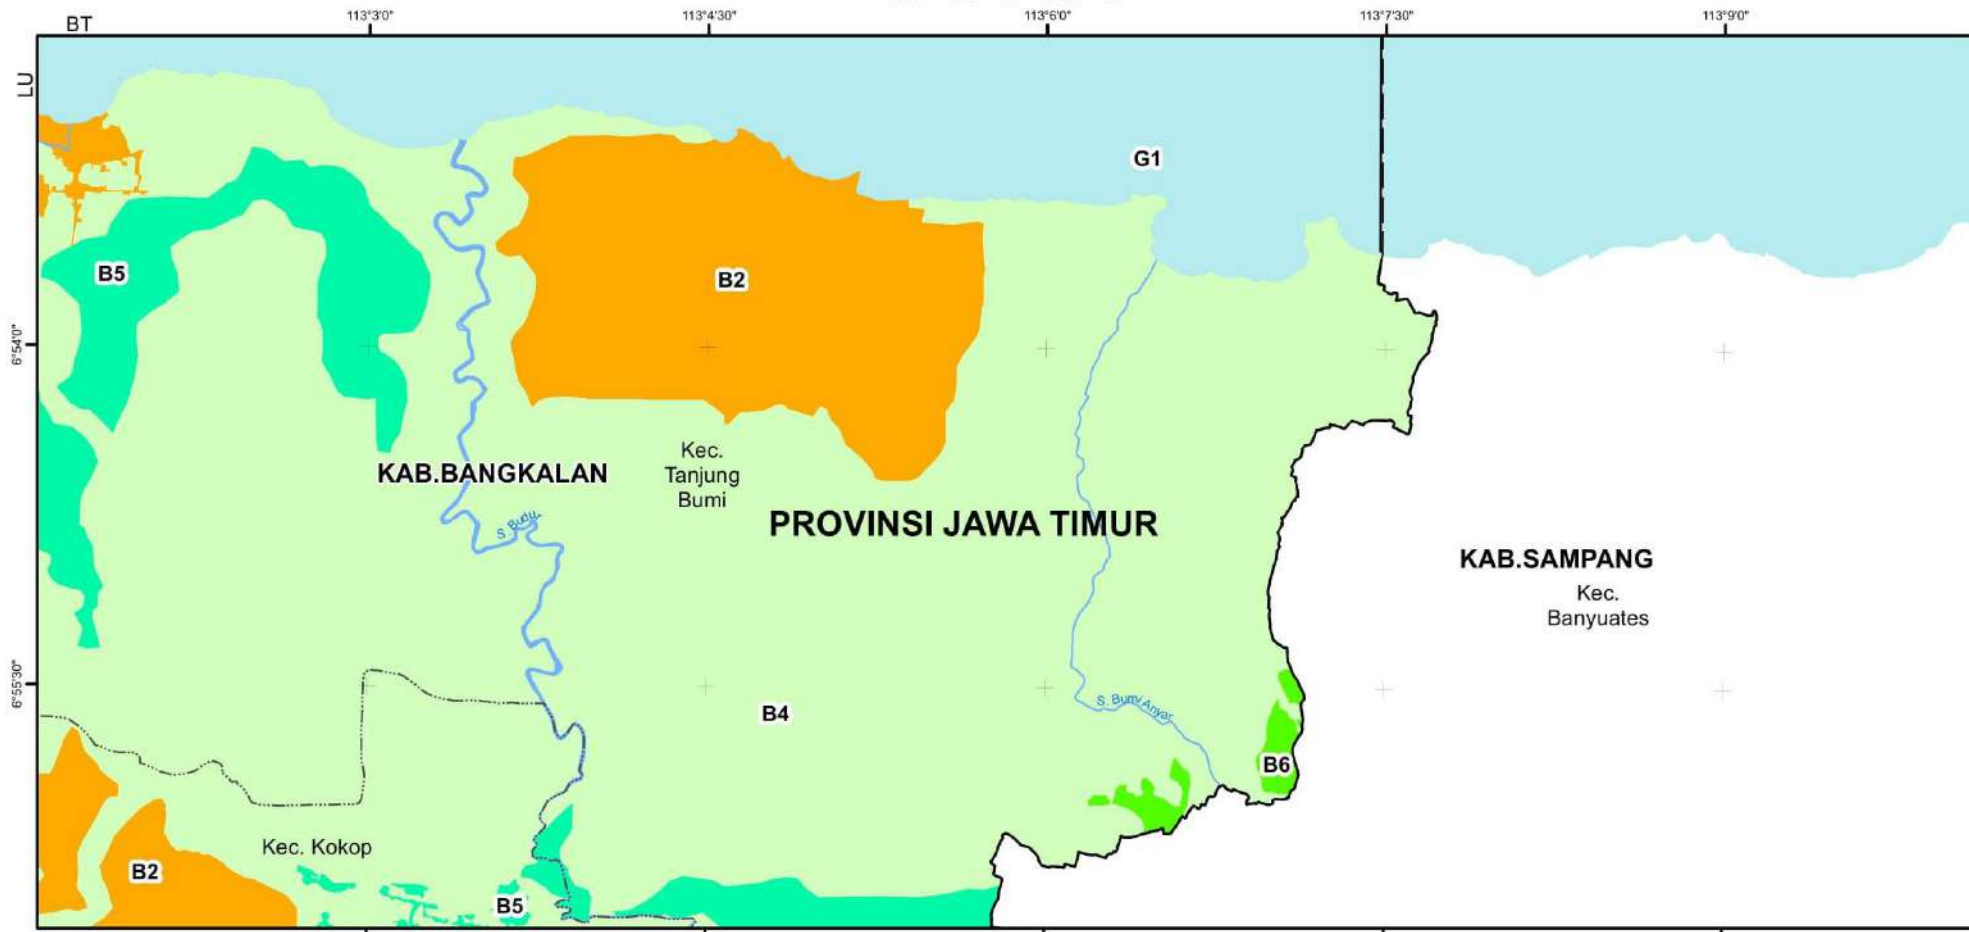 BT
113°3'0"
113°4'30"
113°6'0"
113°7'30"
113°9'0"
LU
G1
B5
B2
6°54'0"
Kec.
Tanjung
Bumi
KAB.BANGKALAN
PROVINSI JAWA TIMUR
S. Budu
KAB.SAMPANG
Kec.
Banyuates
6°55'30"
S. Bumi Anyar
B4
B6
Kec. Kokop
B2
B5